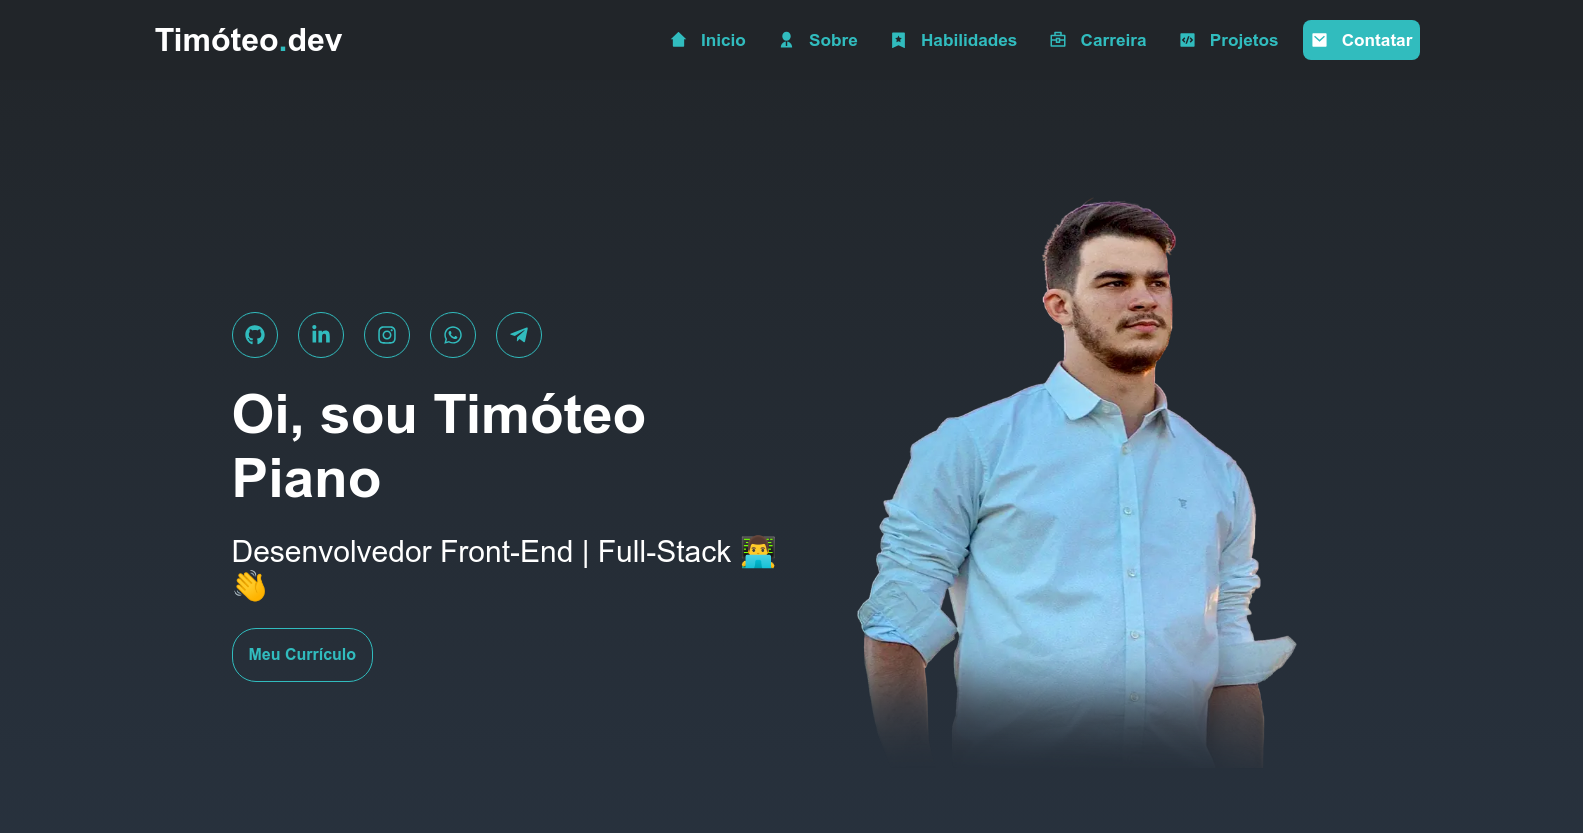 Timóteo.dev
Inicio
Sobre
Habilidades
Carreira
Projetos
Contatar
Oi, sou Timóteo
Piano
Desenvolvedor Front-End | Full-Stack 👨‍💻
👋
Meu Currículo